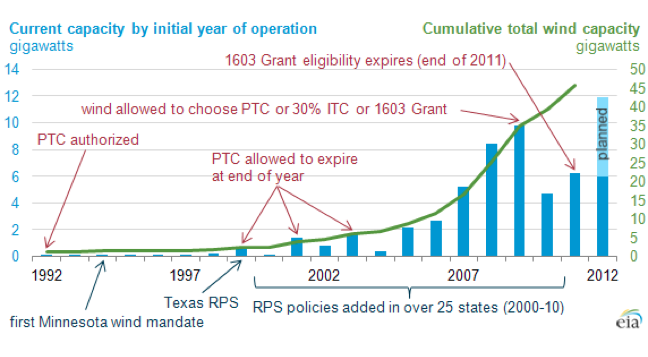 Current capacity by initial year of operation
gigawatts
Cumulative total wind capacity
gigawatts
1603 Grant eligibility expires (end of 2011)
wind allowed to choose PTC or 30% ITC or 1603 Grant
PTC authorized
PTC allowed to expire
at end of year
planned
14
12
10
8
6
4
2
0
50
45
40
35
30
25
20
15
10
5
0
1992
1997
2002
2007
2012
Texas RPS
RPS policies added in over 25 states (2000-10)
first Minnesota wind mandate
eia